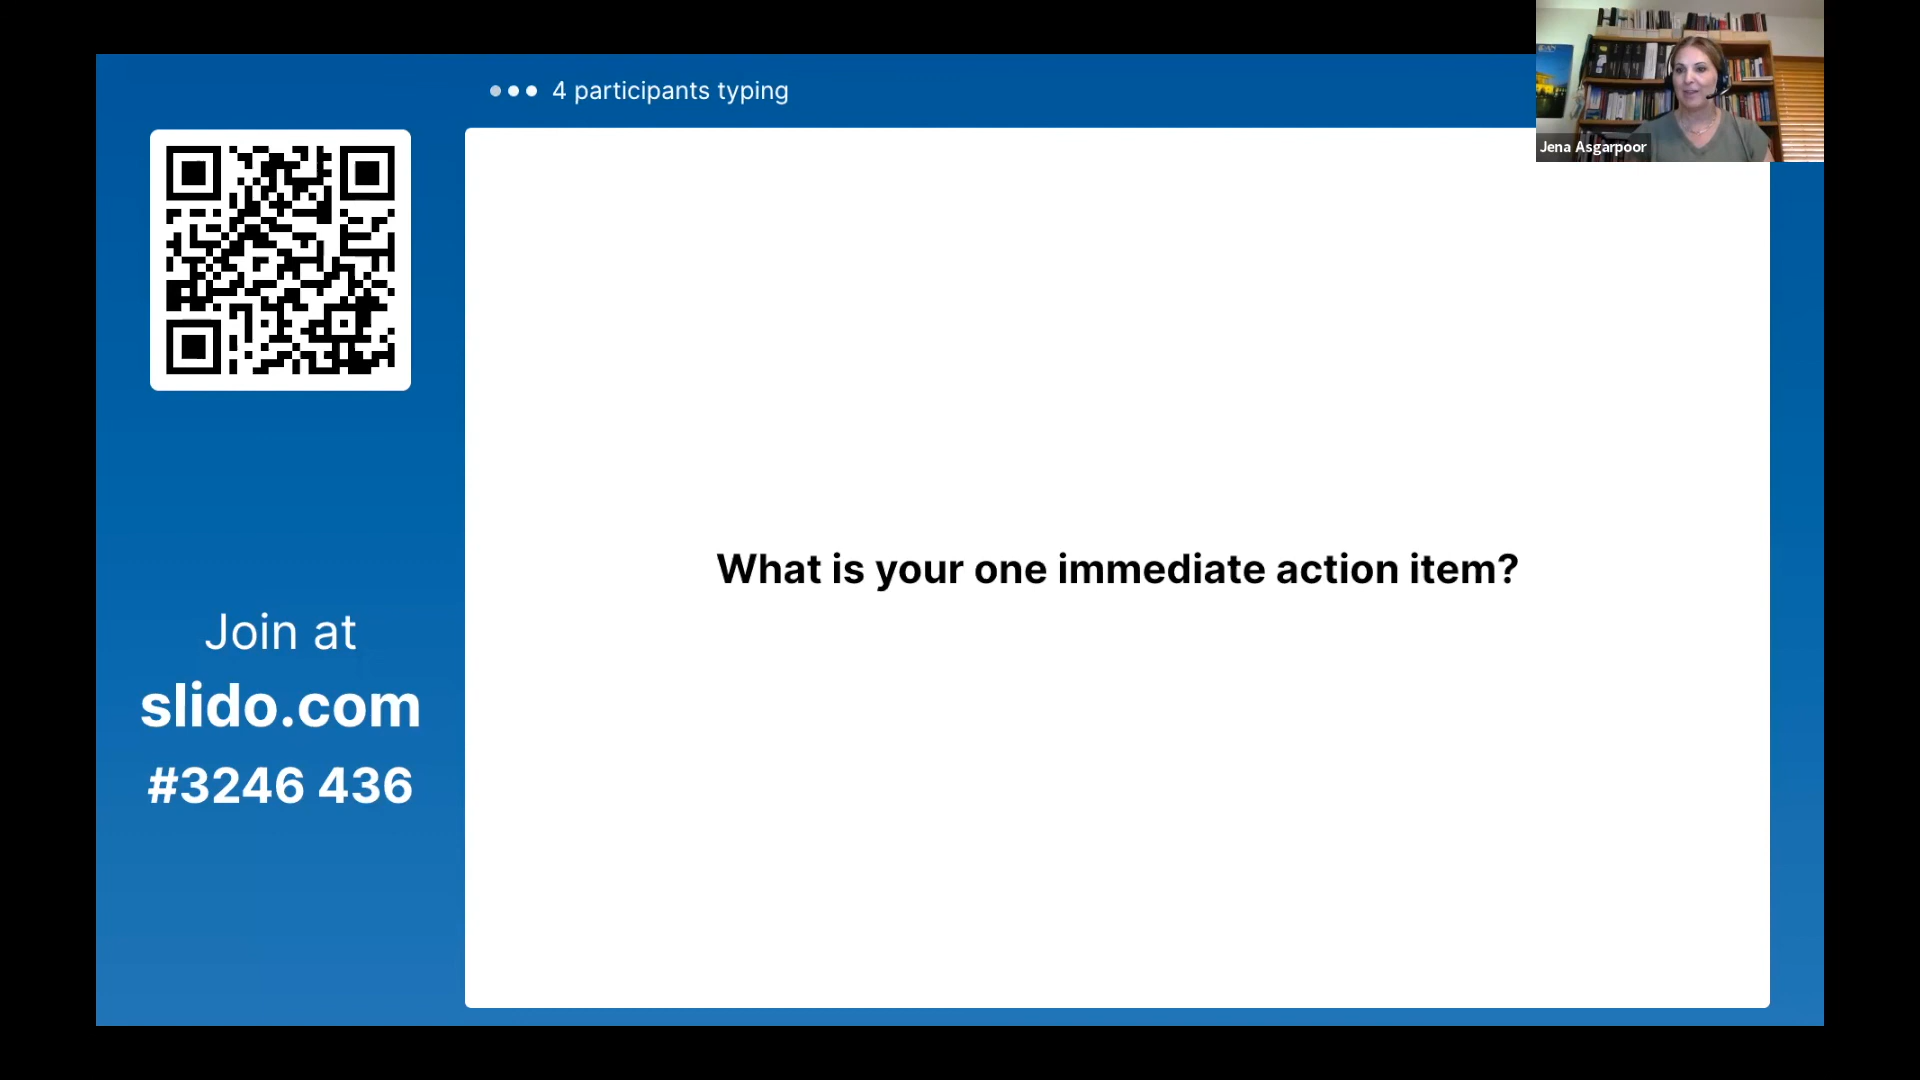 4 participants typing
Jena Asgarpoor
What is your one immediate action item?
Join at
slido.com
#3246 436